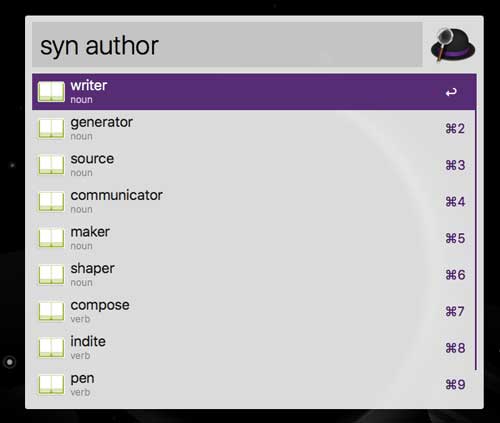 syn author
writer
noun
↩
generator
noun
⌘2
source
noun
⌘3
communicator
noun
⌘4
maker
noun
⌘5
shaper
noun
⌘6
compose
verb
⌘7
indite
verb
⌘8
pen
verb
⌘9